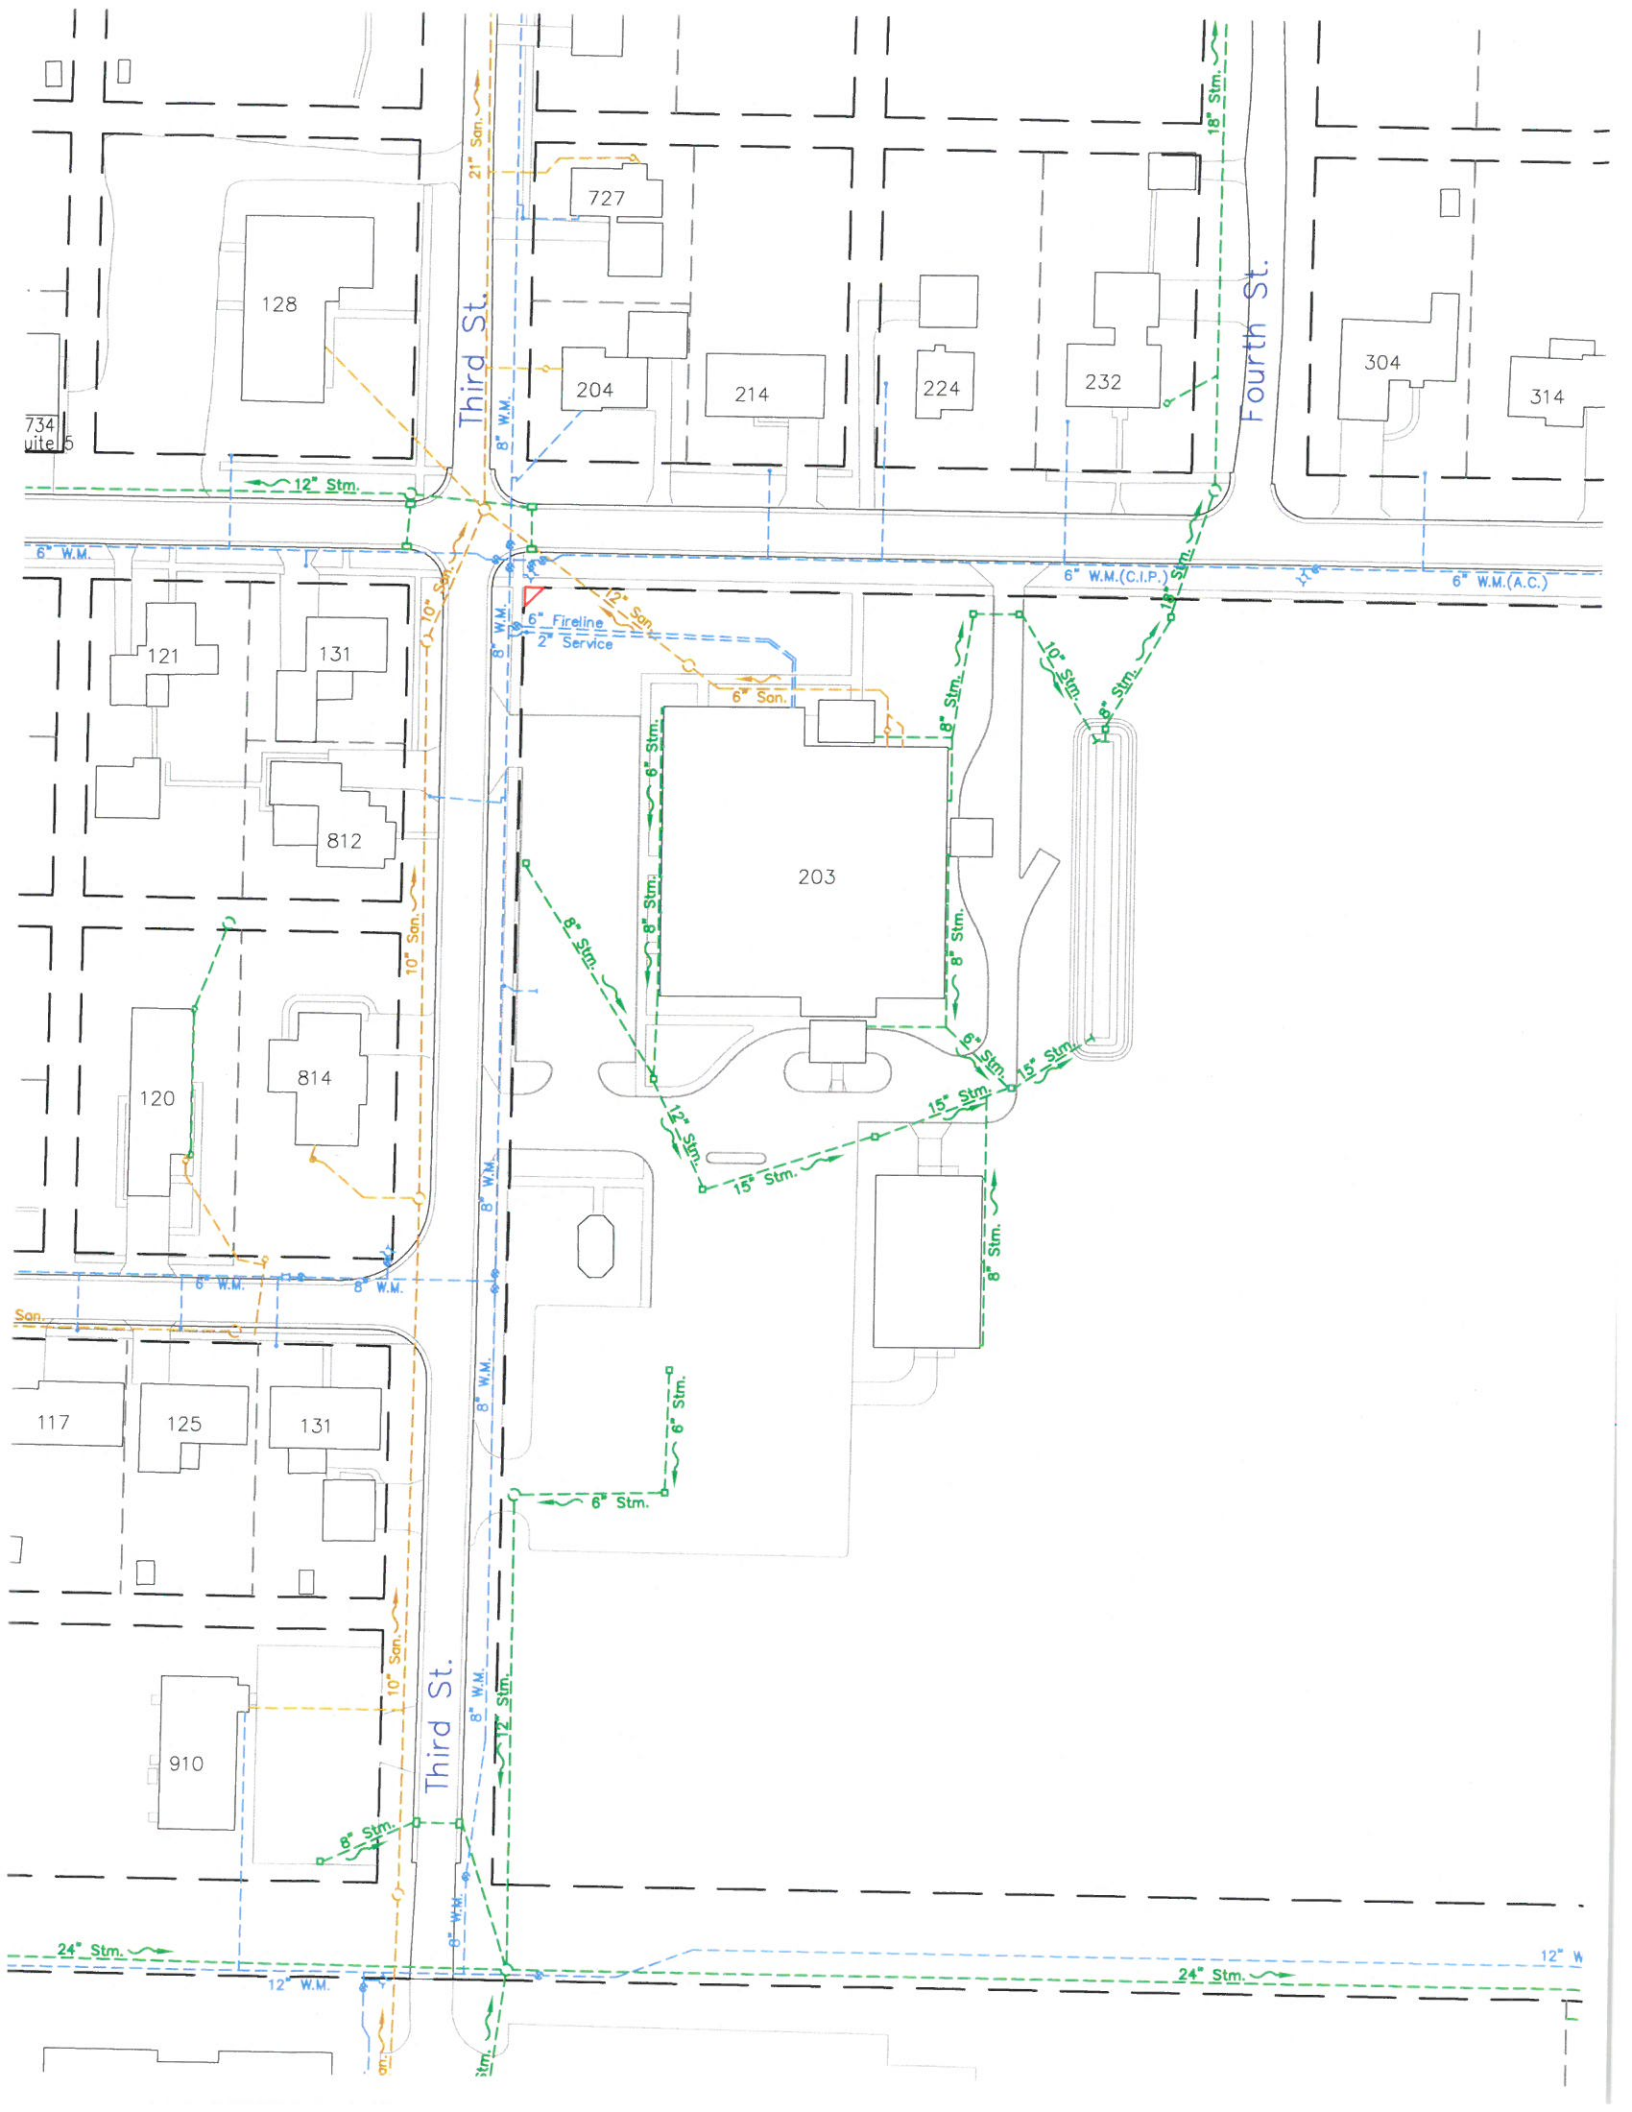 21" San.
18" Stm.
727
128
Third St.
Fourth St.
204
214
224
232
304
314
734
uite 5
8" W.M.
12" Stm.
6" W.M.
10" San.
18" Stm.
6" W.M.(C.I.P.)
6" W.M.(A.C.)
8" W.M.
6" Fireline
2" Service
12" San.
121
131
10" Stm.
6" San.
8" Stm.
8" Stm.
6" Stm.
812
203
8" Stm.
8" Stm.
8" Stm.
10" San.
6" Stm.
15" Stm.
814
120
12" Stm.
15" Stm.
15" Stm.
8" W.M.
8" Stm.
6" W.M.
8" W.M.
San.
8" W.M.
117
125
131
6" Stm.
6" Stm.
10" San.
Third St.
8" W.M.
12" Stm.
910
8" Stm.
8" W.M.
24" Stm.
12" W.M.
12" W
24" Stm.
an.
Stm.